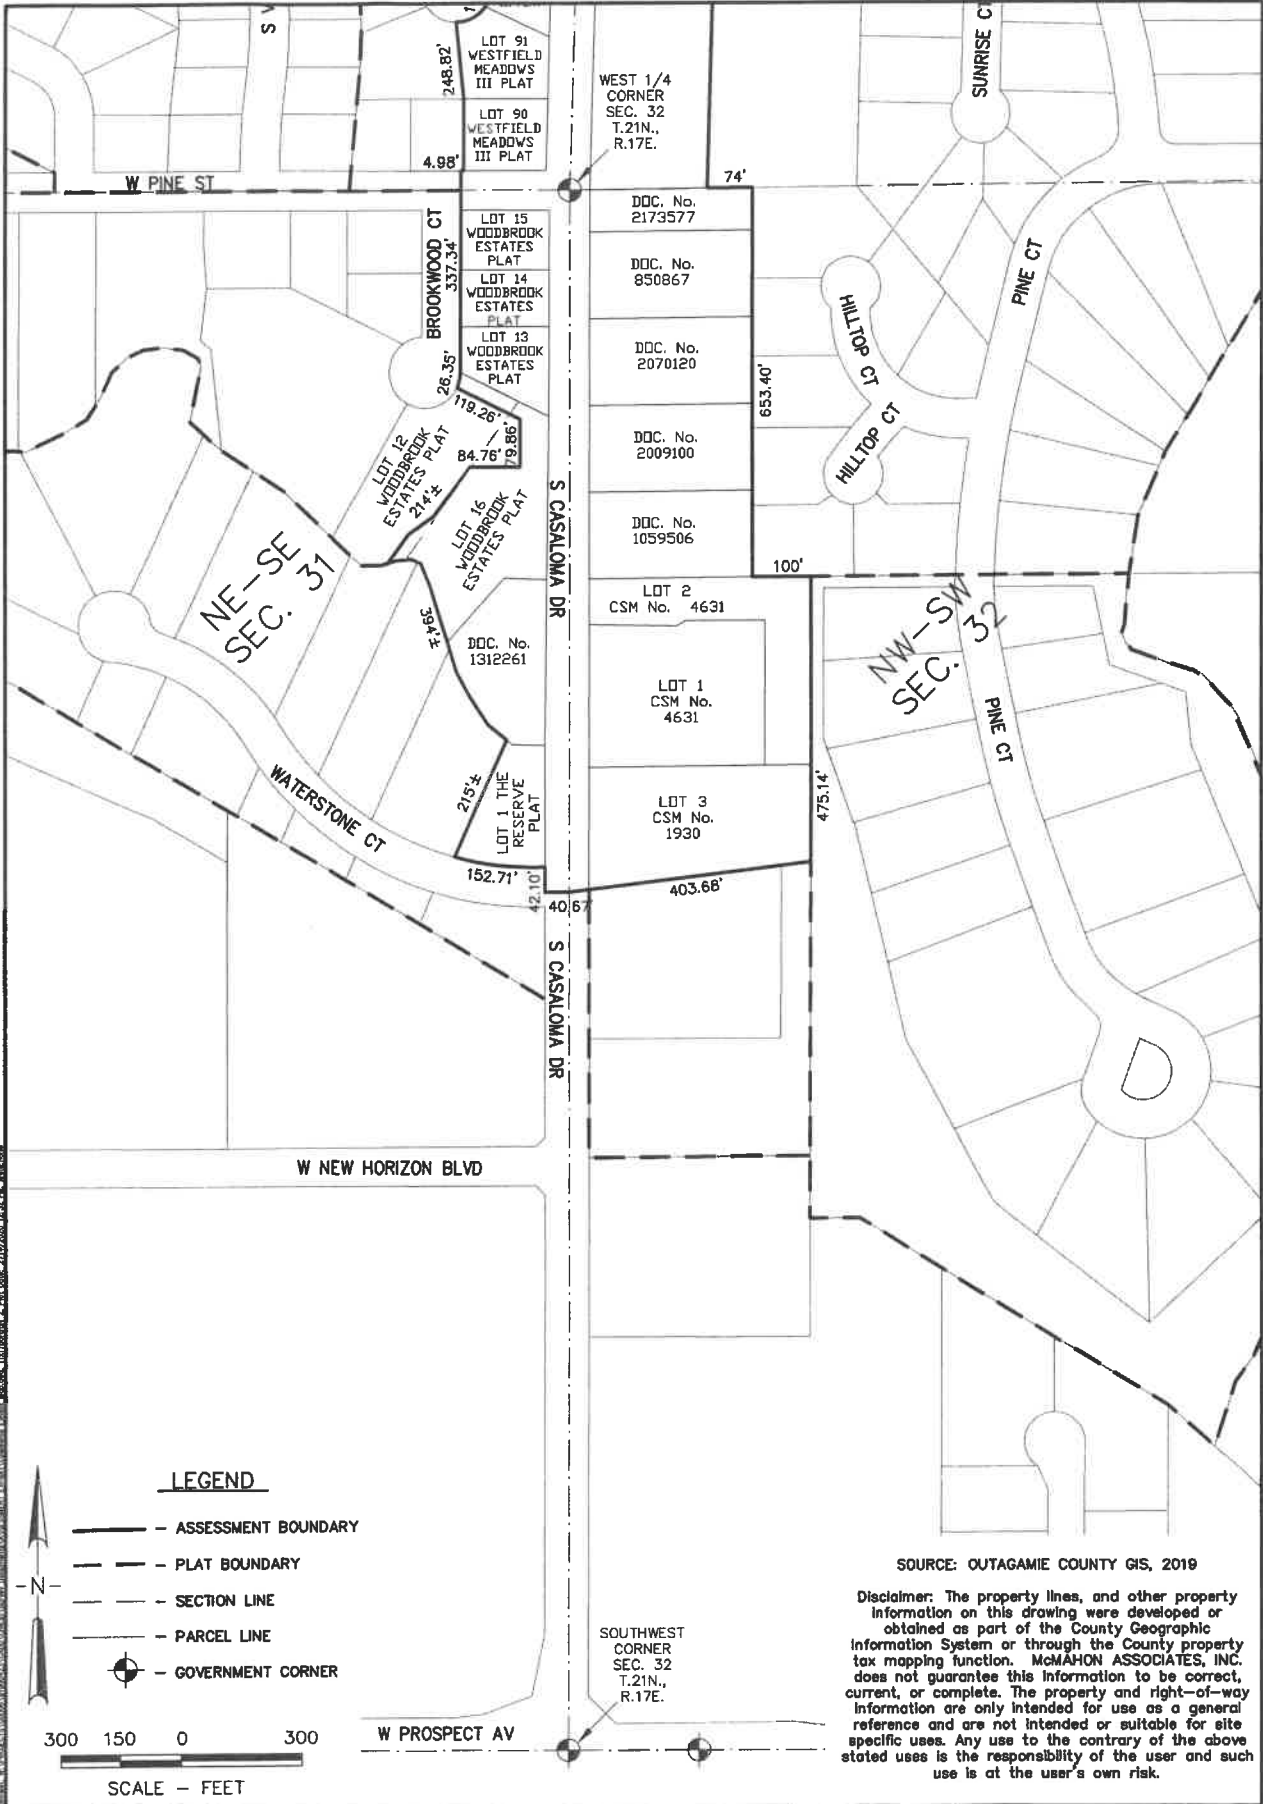 S V
248.82'
LOT 91
WESTFIELD
MEADOWS
III PLAT
LOT 90
WESTFIELD
MEADOWS
III PLAT
4.98'
WEST 1/4
CORNER
SEC. 32
T.21N.,
R.17E.
SUNRISE CT
W PINE ST
74'
DOC. No.
2173577
BROOKWOOD CT
337.34'
LOT 15
WOODBROOK
ESTATES
PLAT
LOT 14
WOODBROOK
ESTATES
PLAT
LOT 13
WOODBROOK
ESTATES
PLAT
DOC. No.
850867
DOC. No.
2070120
DOC. No.
2009100
DOC. No.
1059506
653.40'
PINE CT
HILLTOP CT
HILLTOP CT
26.35'
119.26'
79.86'
84.76'
LOT 12
WOODBROOK
ESTATES PLAT
214'±
LOT 16
WOODBROOK
ESTATES PLAT
S CASALOMA DR
100'
NE-SE
SEC. 31
394'±
DOC. No.
1312261
LOT 2
CSM No. 4631
LOT 1
CSM No.
4631
NW-SW
SEC. 32
PINE CT
WATERSTONE CT
215'±
LOT 1 THE
RESERVE
PLAT
LOT 3
CSM No.
1930
475.14'
152.71'
42.10'
40.67'
403.68'
S CASALOMA DR
W NEW HORIZON BLVD
LEGEND
- ASSESSMENT BOUNDARY
- PLAT BOUNDARY
- SECTION LINE
- PARCEL LINE
- GOVERNMENT CORNER
-N-
300 150 0 300
SCALE - FEET
SOUTHWEST
CORNER
SEC. 32
T.21N.,
R.17E.
W PROSPECT AV
SOURCE: OUTAGAMIE COUNTY GIS, 2019
Disclaimer: The property lines, and other property
information on this drawing were developed or
obtained as part of the County Geographic
Information System or through the County property
tax mapping function. McMAHON ASSOCIATES, INC.
does not guarantee this information to be correct,
current, or complete. The property and right-of-way
information are only intended for use as a general
reference and are not intended or suitable for site
specific uses. Any use to the contrary of the above
stated uses is the responsibility of the user and such
use is at the user's own risk.